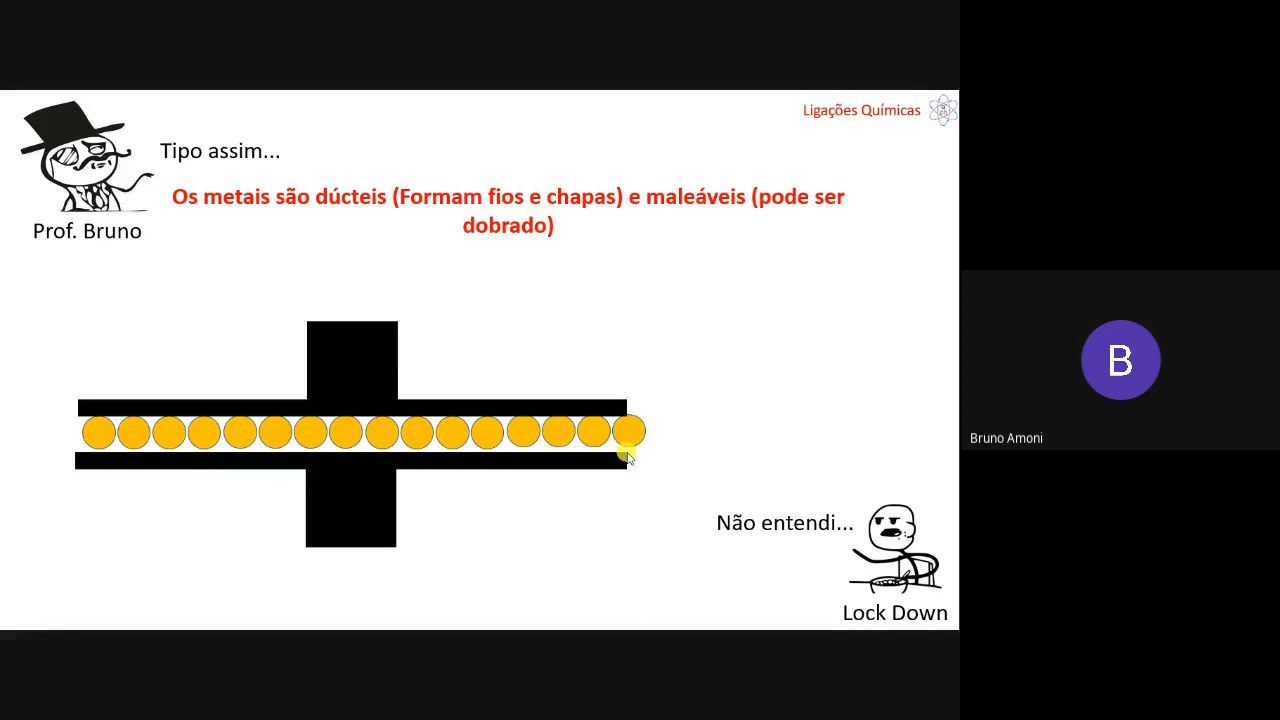 Ligações Químicas
Tipo assim...
Os metais são dúcteis (Formam fios e chapas) e maleáveis (pode ser
dobrado)
Prof. Bruno
B
Bruno Amoni
Não entendi...
Lock Down